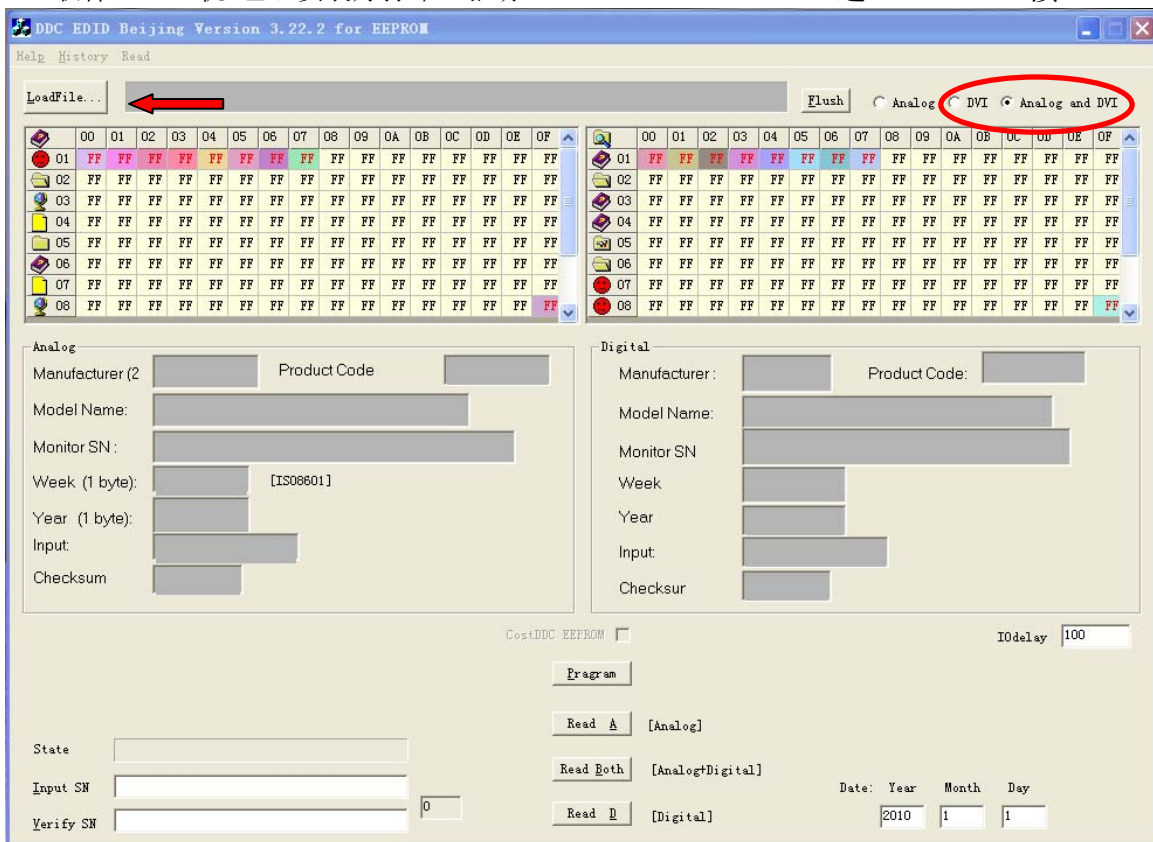 DDC EDID Beijing Version 3.22.2 for EEPROM
Help History Read
LoadFile... Flush Analog DVI Analog and DVI
00 01 02 03 04 05 06 07 08 09 0A 0B 0C 0D 0E 0F
01 FF FF FF FF FF FF FF FF FF FF FF FF FF FF FF FF
02 FF FF FF FF FF FF FF FF FF FF FF FF FF FF FF FF
03 FF FF FF FF FF FF FF FF FF FF FF FF FF FF FF FF
04 FF FF FF FF FF FF FF FF FF FF FF FF FF FF FF FF
05 FF FF FF FF FF FF FF FF FF FF FF FF FF FF FF FF
06 FF FF FF FF FF FF FF FF FF FF FF FF FF FF FF FF
07 FF FF FF FF FF FF FF FF FF FF FF FF FF FF FF FF
08 FF FF FF FF FF FF FF FF FF FF FF FF FF FF FF FF
00 01 02 03 04 05 06 07 08 09 0A 0B 0C 0D 0E 0F
01 FF FF FF FF FF FF FF FF FF FF FF FF FF FF FF FF
02 FF FF FF FF FF FF FF FF FF FF FF FF FF FF FF FF
03 FF FF FF FF FF FF FF FF FF FF FF FF FF FF FF FF
04 FF FF FF FF FF FF FF FF FF FF FF FF FF FF FF FF
05 FF FF FF FF FF FF FF FF FF FF FF FF FF FF FF FF
06 FF FF FF FF FF FF FF FF FF FF FF FF FF FF FF FF
07 FF FF FF FF FF FF FF FF FF FF FF FF FF FF FF FF
08 FF FF FF FF FF FF FF FF FF FF FF FF FF FF FF FF
Analog
Manufacturer (2 Product Code
Model Name:
Monitor SN :
Week (1 byte): [ISO8601]
Year (1 byte):
Input:
Checksum
Digital
Manufacturer : Product Code:
Model Name:
Monitor SN
Week
Year
Input:
Checksur
CostDDC EEPROM
IOdelay 100
Pragram
Read A [Analog]
State
Read Both [Analog+Digital]
Input SN
Date: Year Month Day
0
Read D [Digital]
2010 1 1
Verify SN